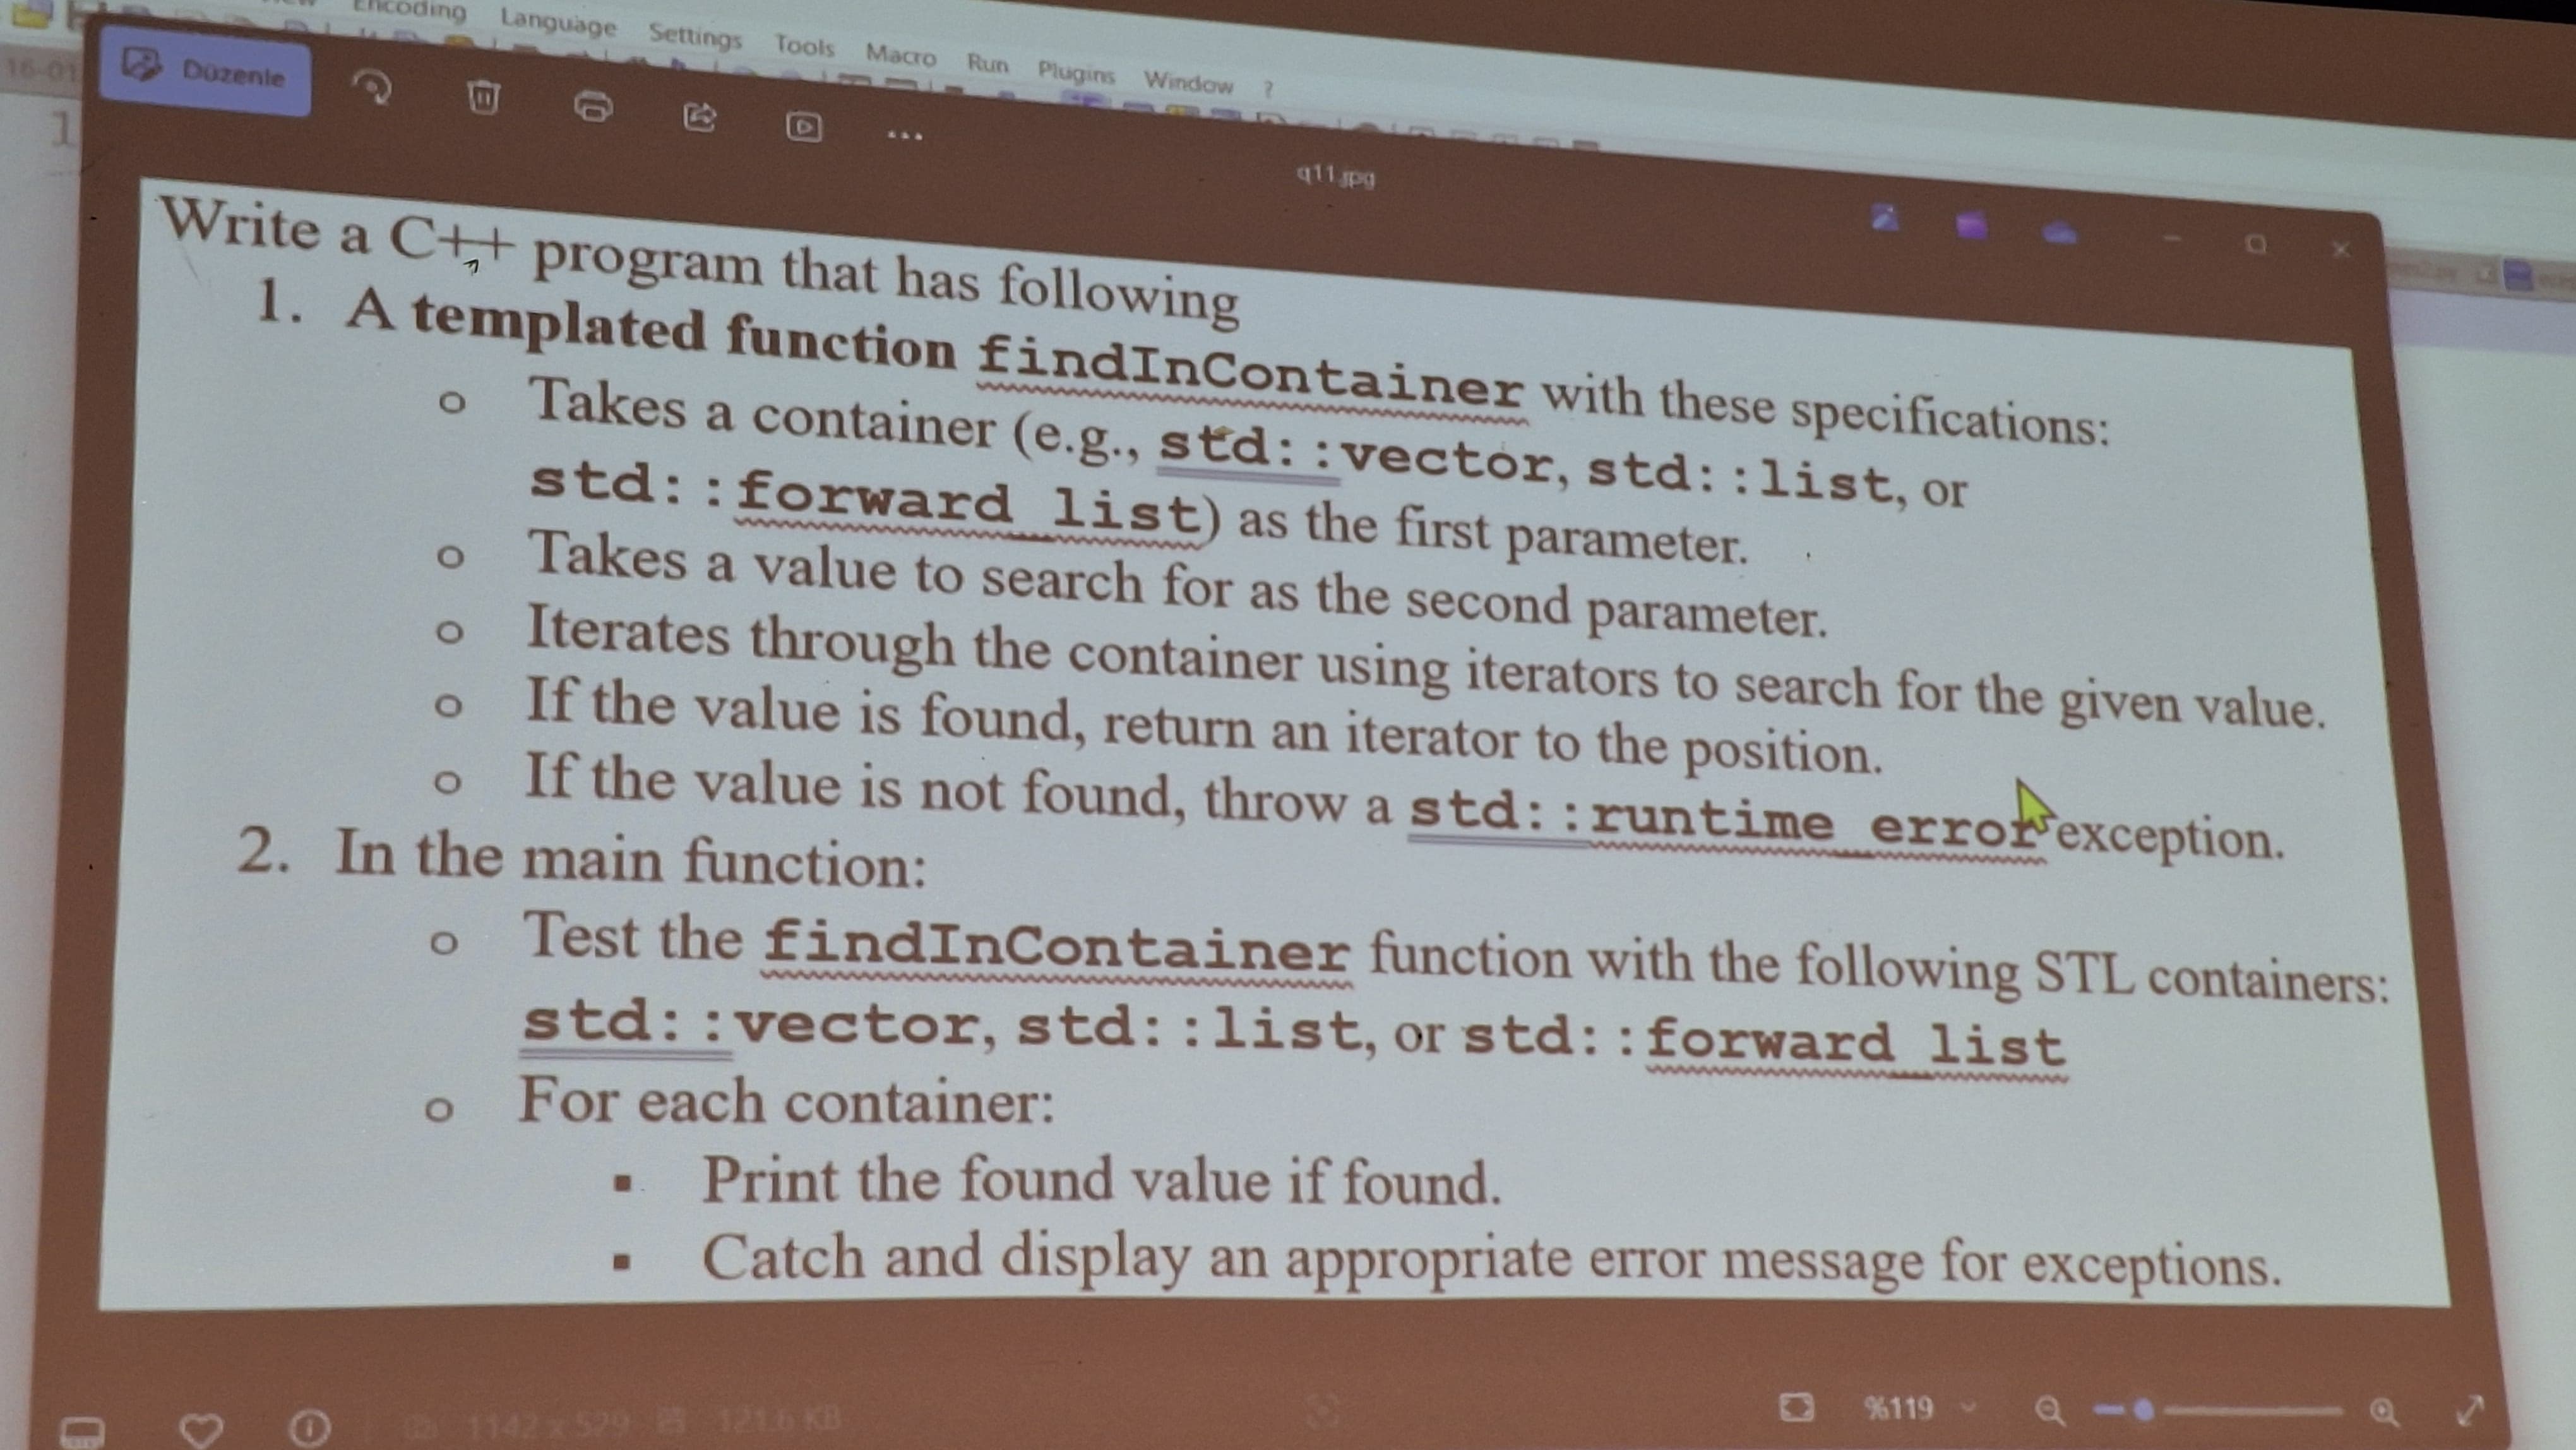 Encoding Language Settings Tools Macro Run Plugins Window ?
16-01
Düzenle
1
q11.jpg
Write a C++ program that has following
1. A templated function findInContainer with these specifications:
o Takes a container (e.g., std::vector, std::list, or
std::forward_list) as the first parameter.
o Takes a value to search for as the second parameter.
o Iterates through the container using iterators to search for the given value.
o If the value is found, return an iterator to the position.
o If the value is not found, throw a std::runtime_error exception.
2. In the main function:
o Test the findInContainer function with the following STL containers:
std::vector, std::list, or std::forward_list
o For each container:
▪ Print the found value if found.
▪ Catch and display an appropriate error message for exceptions.
1142 x 529 121.6 KB
%119